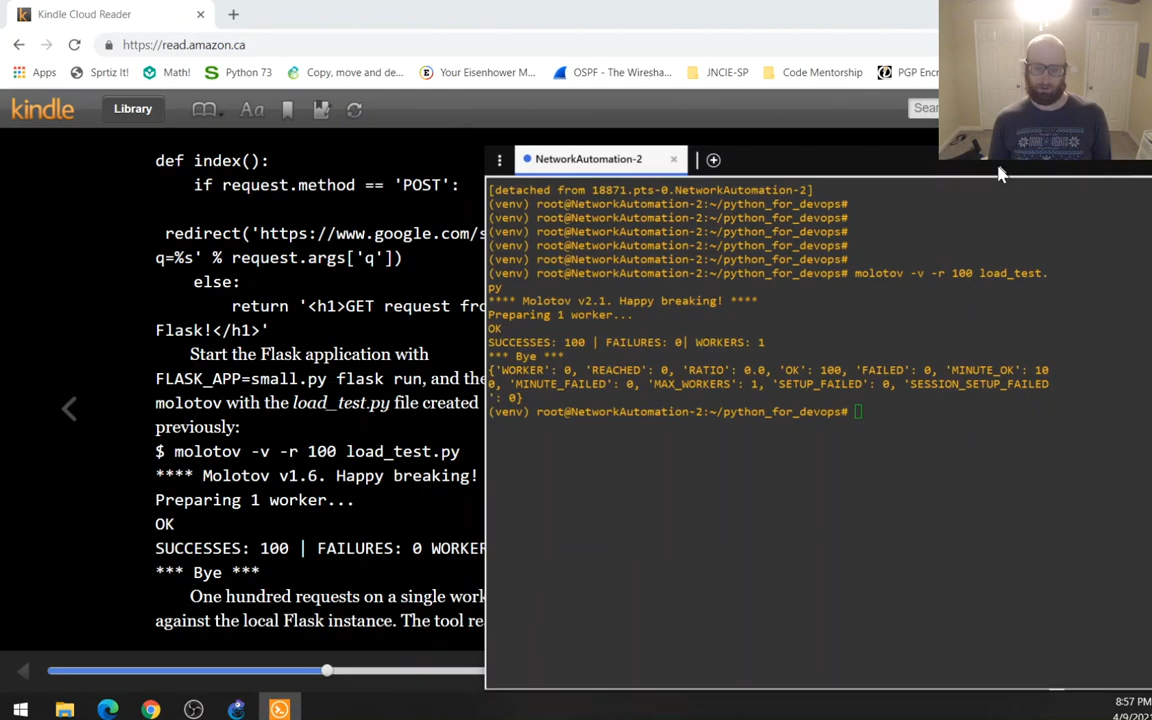 Kindle Cloud Reader
https://read.amazon.ca
Apps
Sprtiz It!
Math!
Python 73
Copy, move and de...
Your Eisenhower M...
OSPF - The Wiresha...
JNCIE-SP
Code Mentorship
PGP Encr
kindle
Library
Aa
Sear
def index():
if request.method == 'POST':
redirect('https://www.google.com/s
q=%s' % request.args['q'])
else:
return '<h1>GET request fro
Flask!</h1>'
Start the Flask application with
FLASK_APP=small.py flask run, and the
molotov with the load_test.py file created
previously:
$ molotov -v -r 100 load_test.py
**** Molotov v1.6. Happy breaking!
Preparing 1 worker...
OK
SUCCESSES: 100 | FAILURES: 0 WORKER
*** Bye ***
One hundred requests on a single work
against the local Flask instance. The tool re
NetworkAutomation-2
[detached from 18871.pts-0.NetworkAutomation-2]
(venv) root@NetworkAutomation-2:~/python_for_devops#
(venv) root@NetworkAutomation-2:~/python_for_devops#
(venv) root@NetworkAutomation-2:~/python_for_devops#
(venv) root@NetworkAutomation-2:~/python_for_devops#
(venv) root@NetworkAutomation-2:~/python_for_devops#
(venv) root@NetworkAutomation-2:~/python_for_devops# molotov -v -r 100 load_test.
py
**** Molotov v2.1. Happy breaking! ****
Preparing 1 worker...
OK
SUCCESSES: 100 | FAILURES: 0| WORKERS: 1
*** Bye ***
{'WORKER': 0, 'REACHED': 0, 'RATIO': 0.0, 'OK': 100, 'FAILED': 0, 'MINUTE_OK': 10
0, 'MINUTE_FAILED': 0, 'MAX_WORKERS': 1, 'SETUP_FAILED': 0, 'SESSION_SETUP_FAILED
': 0}
(venv) root@NetworkAutomation-2:~/python_for_devops#
8:57 PM